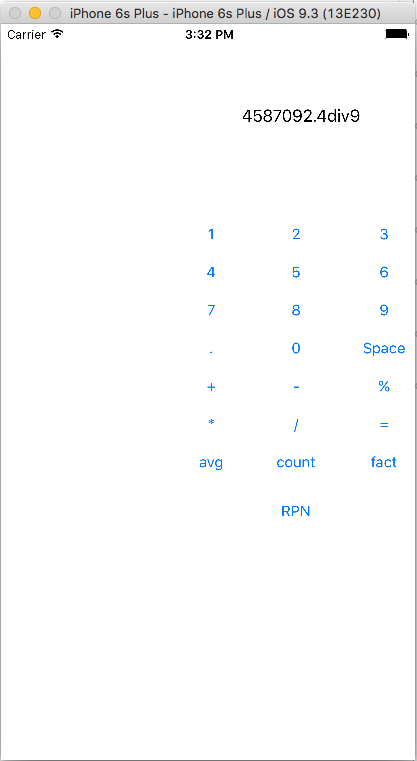 iPhone 6s Plus - iPhone 6s Plus / iOS 9.3 (13E230)
Carrier 3:32 PM
4587092.4div9
1 2 3
4 5 6
7 8 9
. 0 Space
+ - %
* / =
avg count fact
RPN